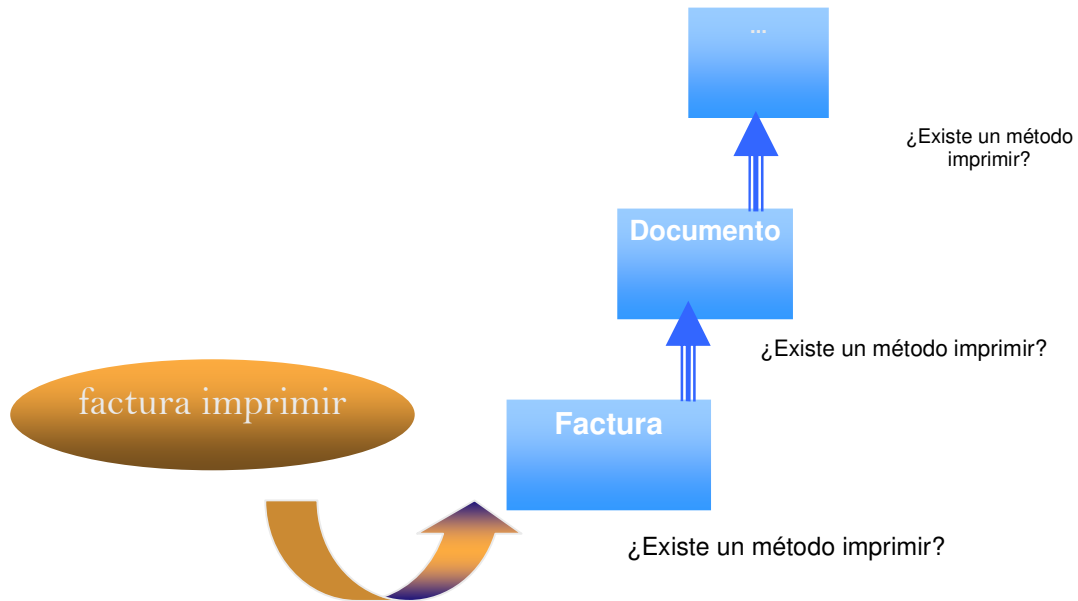 ...
¿Existe un método
imprimir?
Documento
¿Existe un método imprimir?
factura imprimir
Factura
¿Existe un método imprimir?